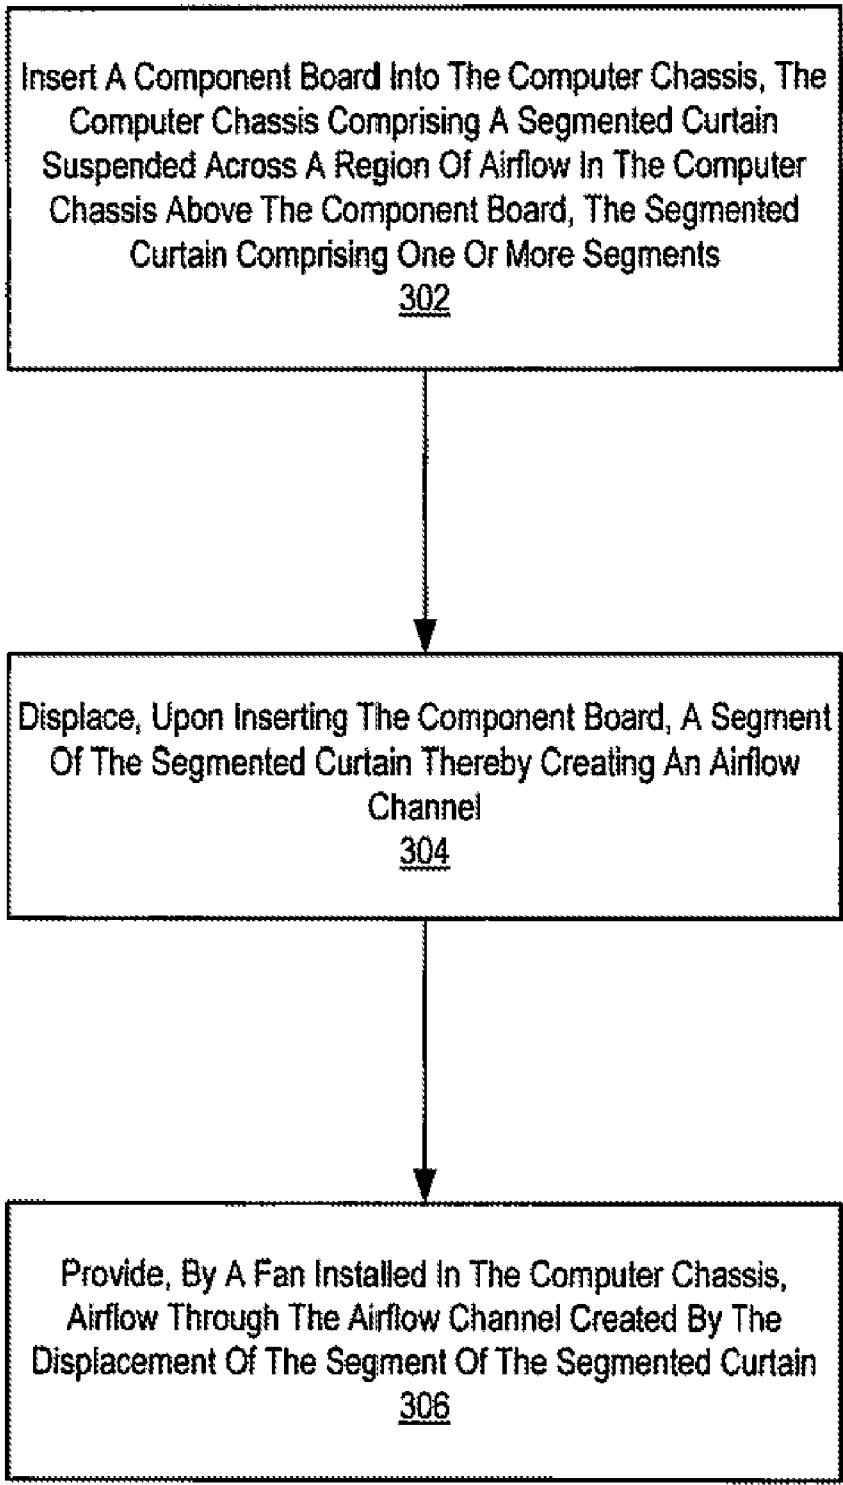 Insert A Component Board Into The Computer Chassis, The
Computer Chassis Comprising A Segmented Curtain
Suspended Across A Region Of Airflow In The Computer
Chassis Above The Component Board, The Segmented
Curtain Comprising One Or More Segments
302
Displace, Upon Inserting The Component Board, A Segment
Of The Segmented Curtain Thereby Creating An Airflow
Channel
304
Provide, By A Fan Installed In The Computer Chassis,
Airflow Through The Airflow Channel Created By The
Displacement Of The Segment Of The Segmented Curtain
306